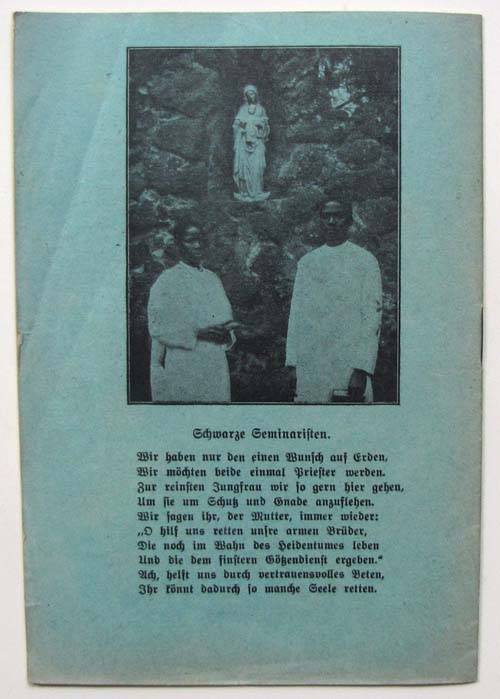 Schwarze Seminaristen.
Wir haben nur den einen Wunsch auf Erden,
Wir möchten beide einmal Priester werden.
Zur reinsten Jungfrau wir so gern hier gehen,
Um sie um Schutz und Gnade anzuflehen.
Wir sagen ihr, der Mutter, immer wieder:
„O hilf uns retten unsre armen Brüder,
Die noch im Wahn des Heidentumes leben
Und die dem finstern Götzendienst ergeben.“
Ach, helft uns durch vertrauensvolles Beten,
Ihr könnt dadurch so manche Seele retten.